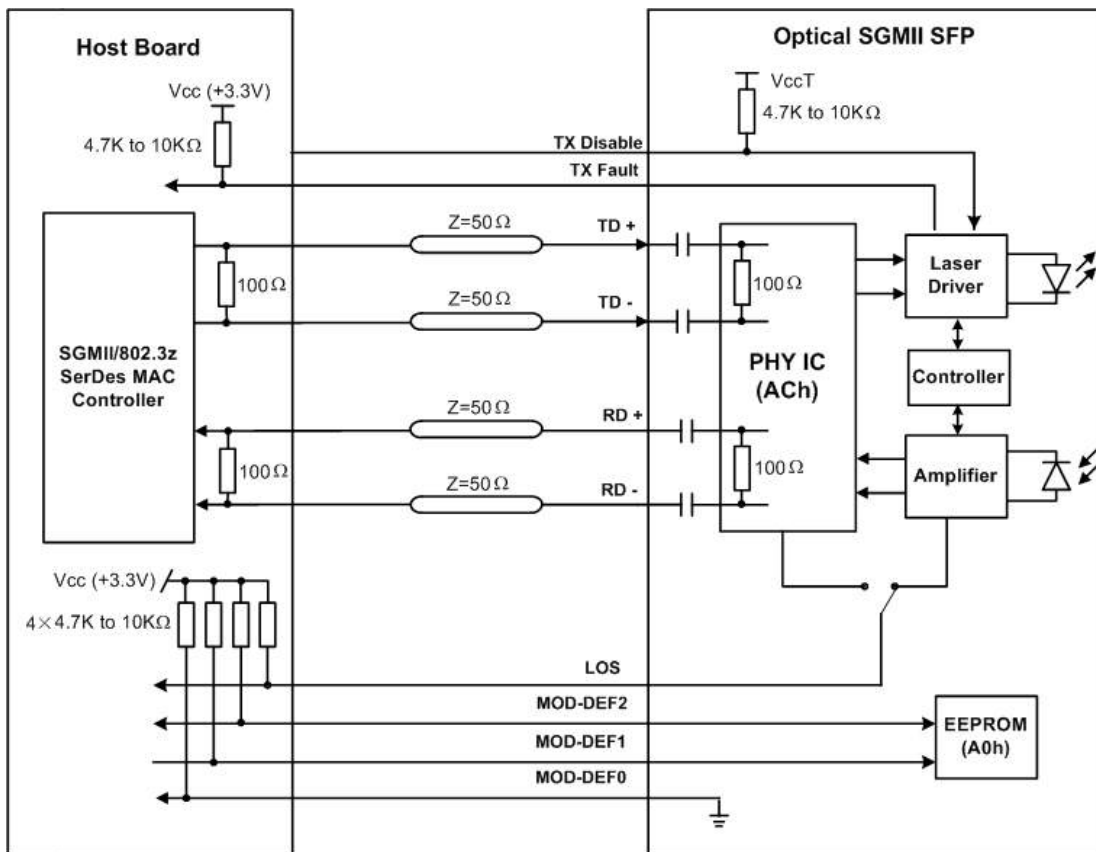 Host Board
Optical SGMII SFP
Vcc (+3.3V)
4.7K to 10KΩ
VccT
4.7K to 10KΩ
TX Disable
TX Fault
Z=50Ω
TD +
100Ω
100Ω
Z=50Ω
TD -
Laser
Driver
SGMII/802.3z
SerDes MAC
Controller
PHY IC
(ACh)
Controller
Z=50Ω
RD +
100Ω
100Ω
Z=50Ω
RD -
Amplifier
Vcc (+3.3V)
4×4.7K to 10KΩ
LOS
MOD-DEF2
MOD-DEF1
MOD-DEF0
EEPROM
(A0h)